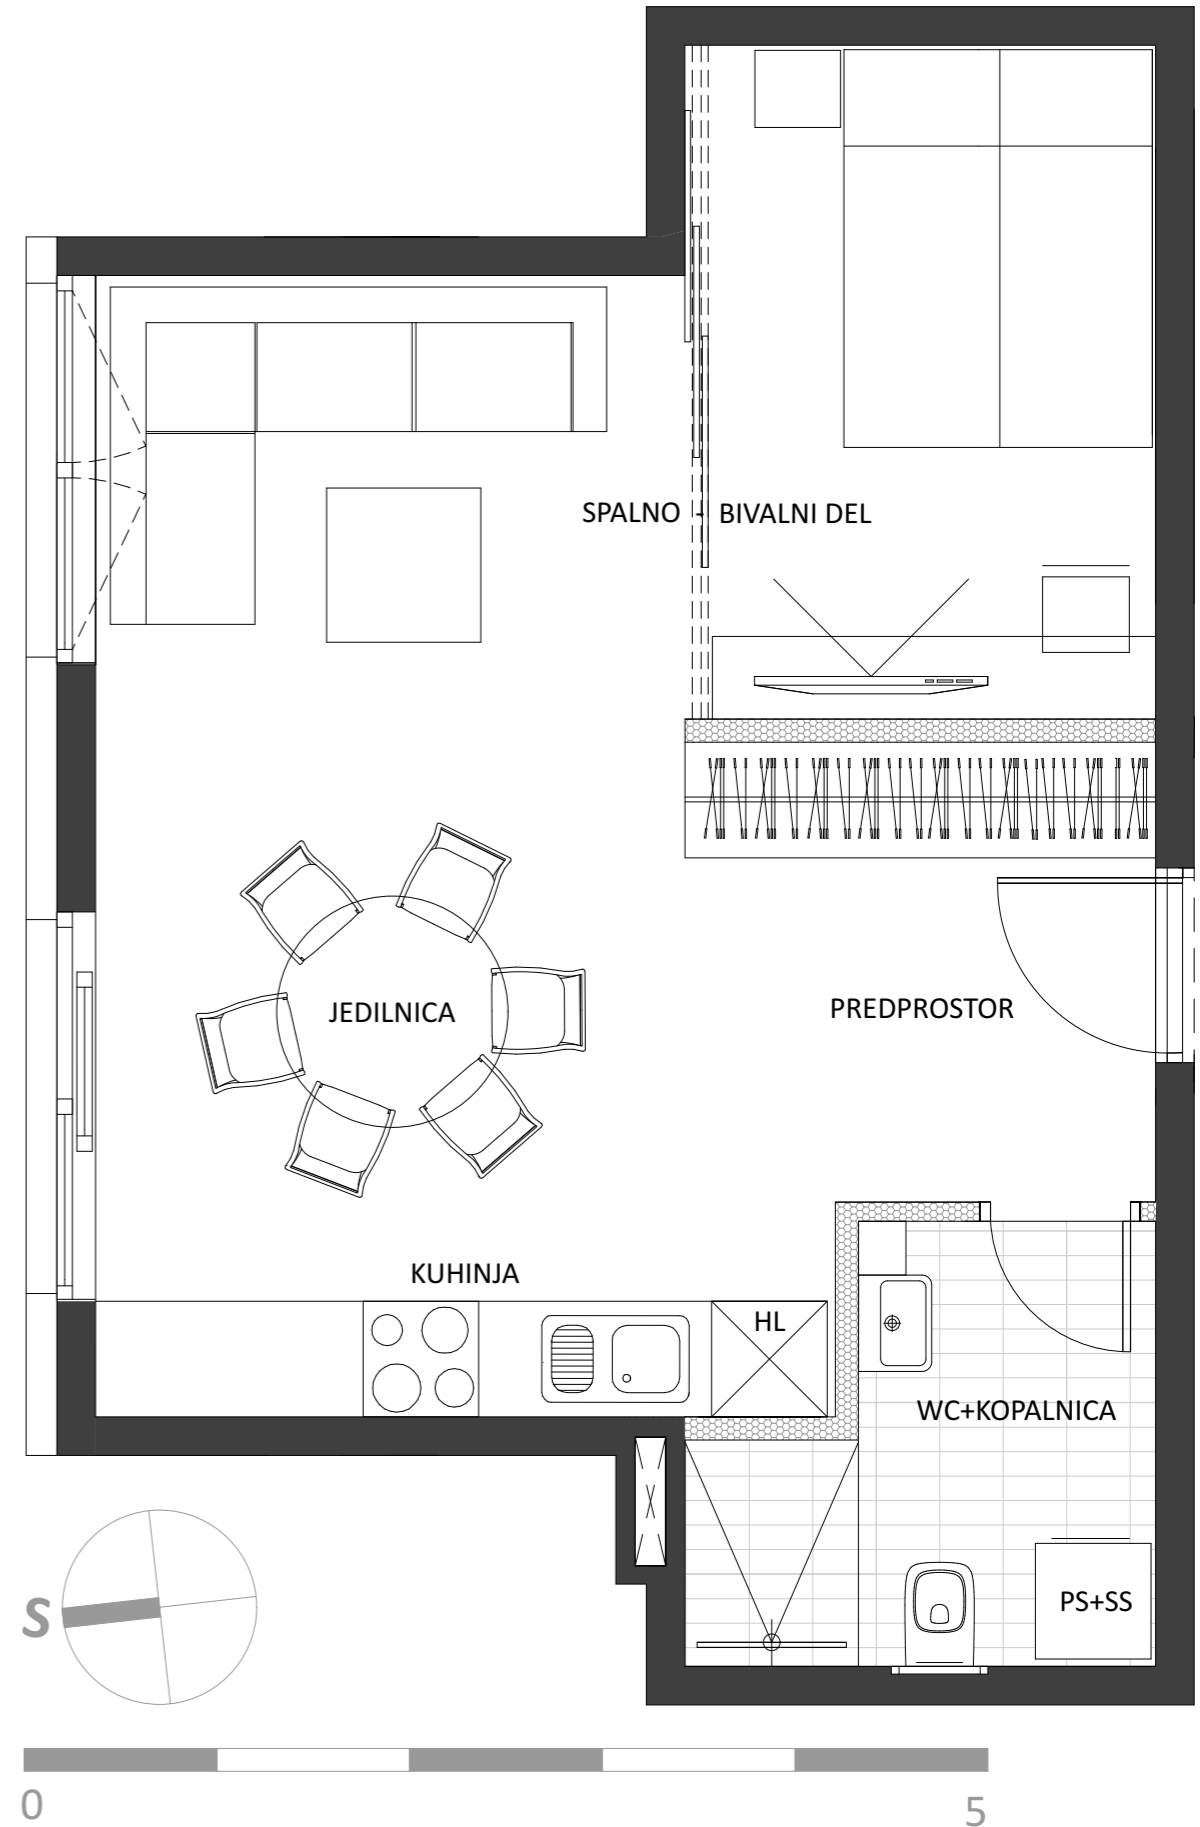 SPALNO - BIVALNI DEL
JEDILNICA
PREDPROSTOR
KUHINJA
HL
WC+KOPALNICA
PS+SS
S
0
5